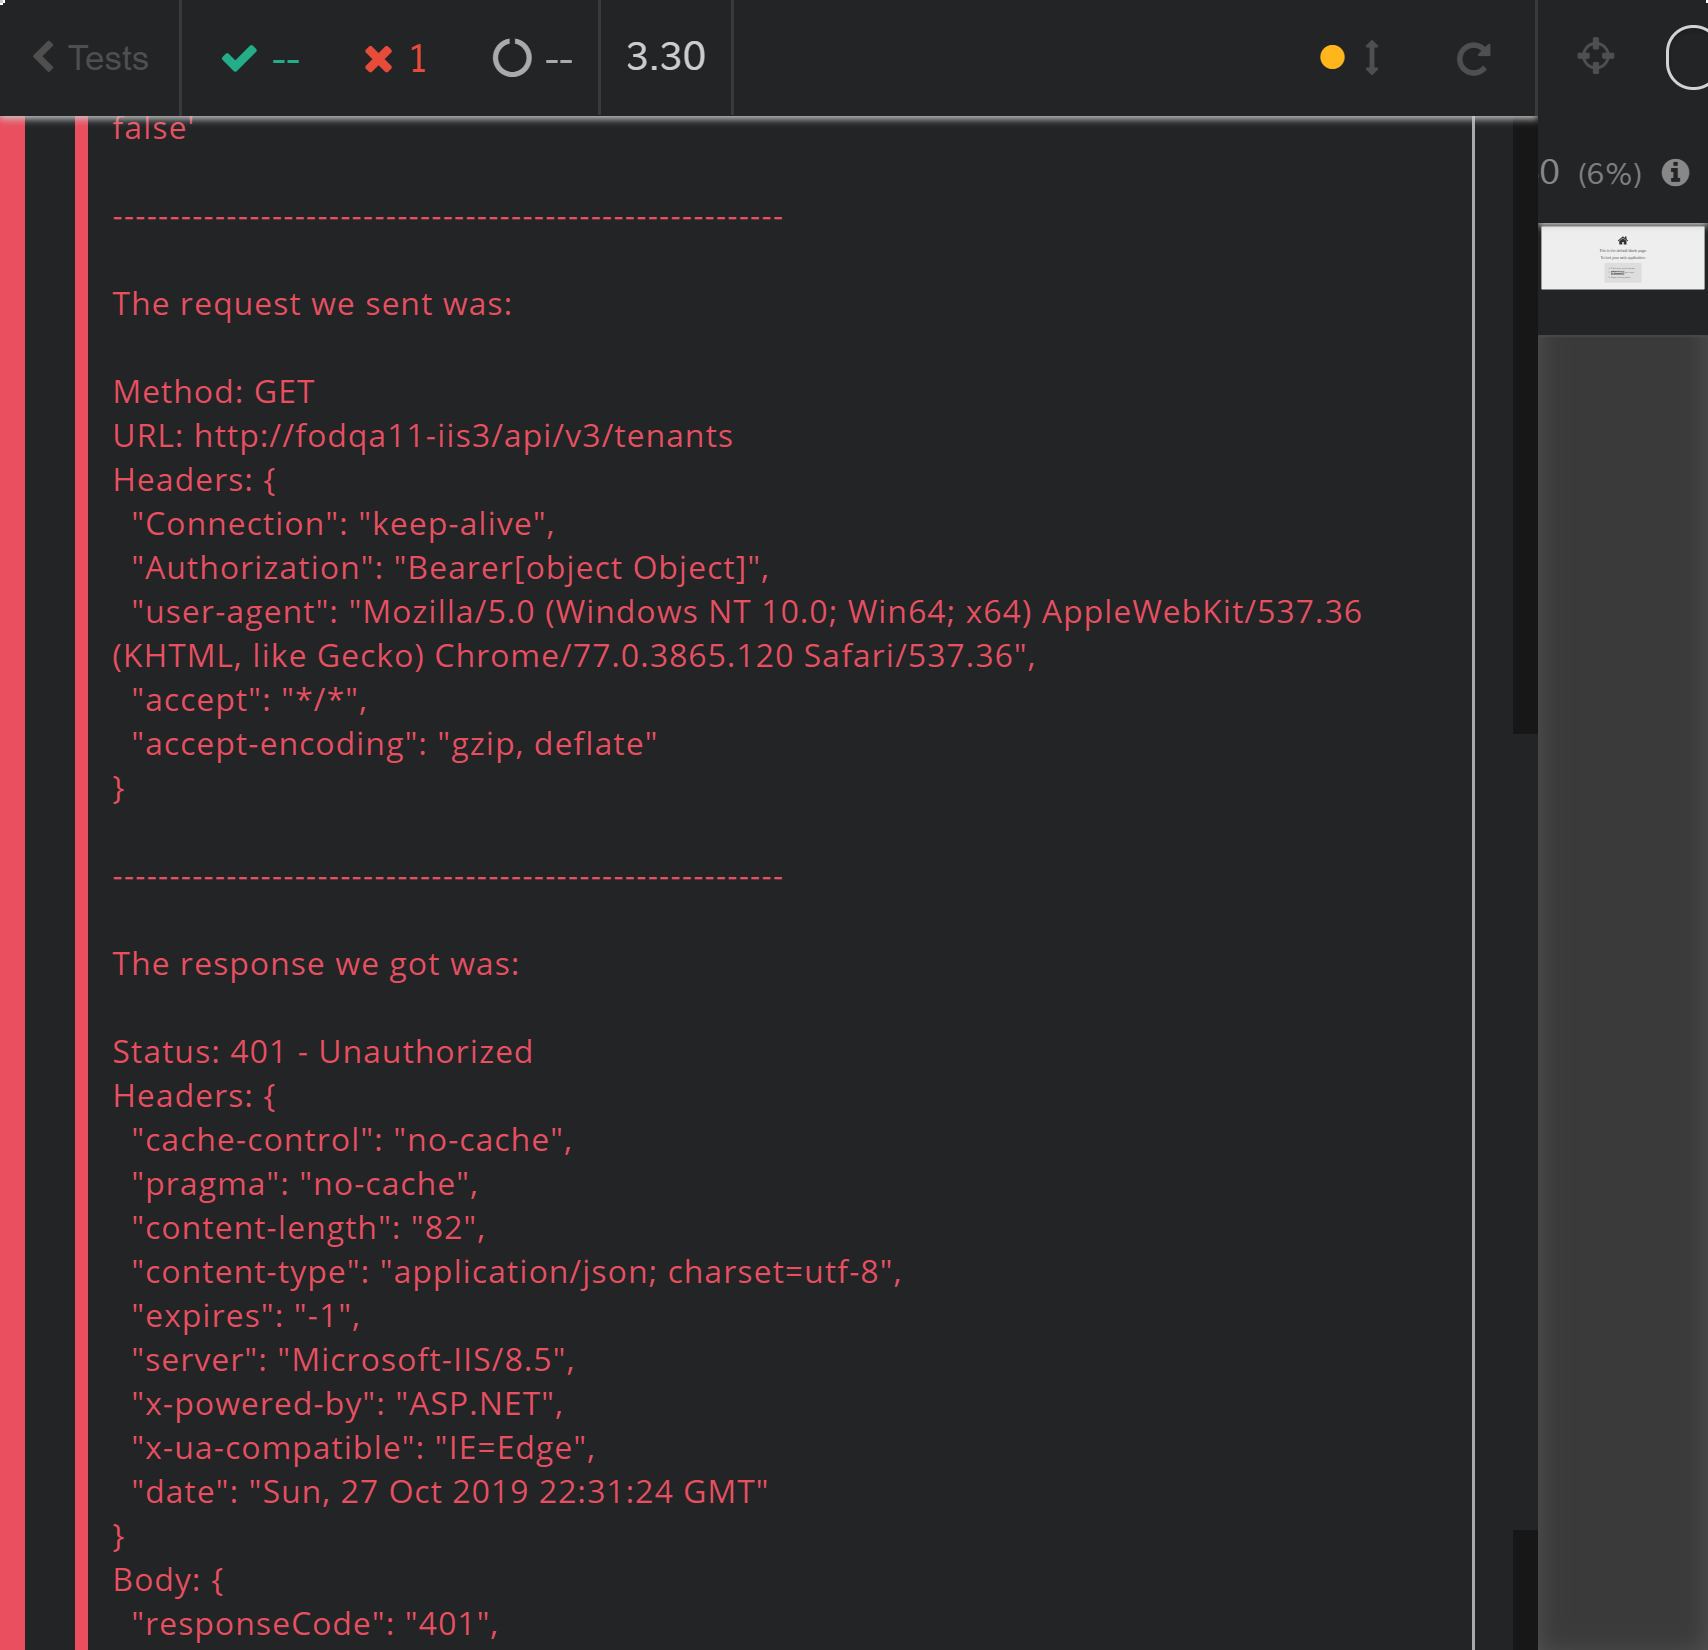 Tests
-- 1 -- 3.30
0 (6%)
false'
-----------------------------------------------------------
The request we sent was:
Method: GET
URL: http://fodqa11-iis3/api/v3/tenants
Headers: {
"Connection": "keep-alive",
"Authorization": "Bearer[object Object]",
"user-agent": "Mozilla/5.0 (Windows NT 10.0; Win64; x64) AppleWebKit/537.36
(KHTML, like Gecko) Chrome/77.0.3865.120 Safari/537.36",
"accept": "*/*",
"accept-encoding": "gzip, deflate"
}
-----------------------------------------------------------
The response we got was:
Status: 401 - Unauthorized
Headers: {
"cache-control": "no-cache",
"pragma": "no-cache",
"content-length": "82",
"content-type": "application/json; charset=utf-8",
"expires": "-1",
"server": "Microsoft-IIS/8.5",
"x-powered-by": "ASP.NET",
"x-ua-compatible": "IE=Edge",
"date": "Sun, 27 Oct 2019 22:31:24 GMT"
}
Body: {
"responseCode": "401",